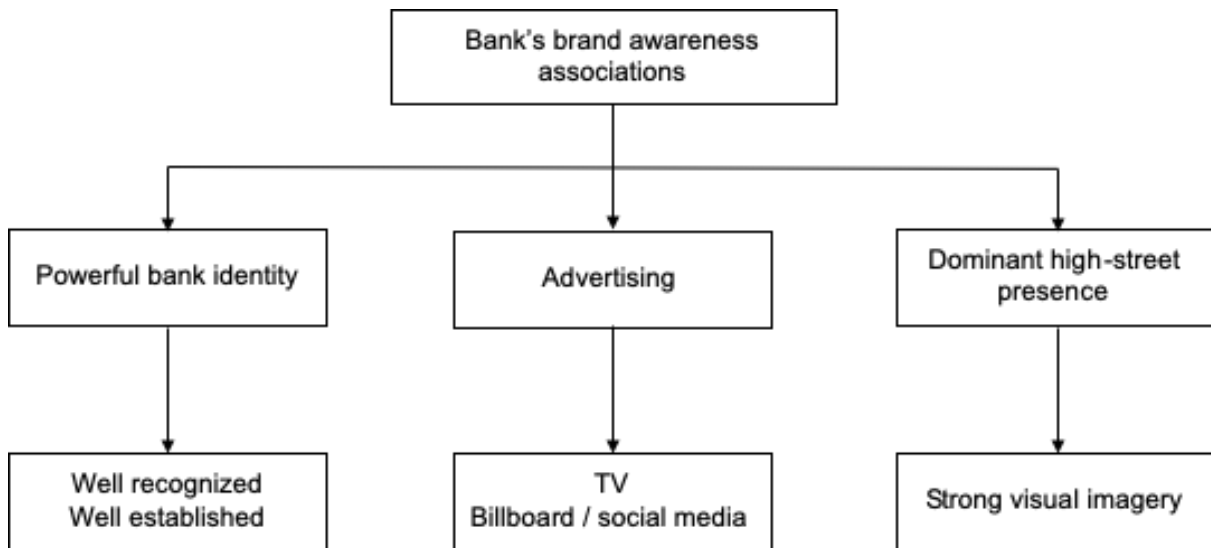 Bank's brand awareness
associations
Powerful bank identity
Advertising
Dominant high-street
presence
Well recognized
Well established
TV
Billboard / social media
Strong visual imagery